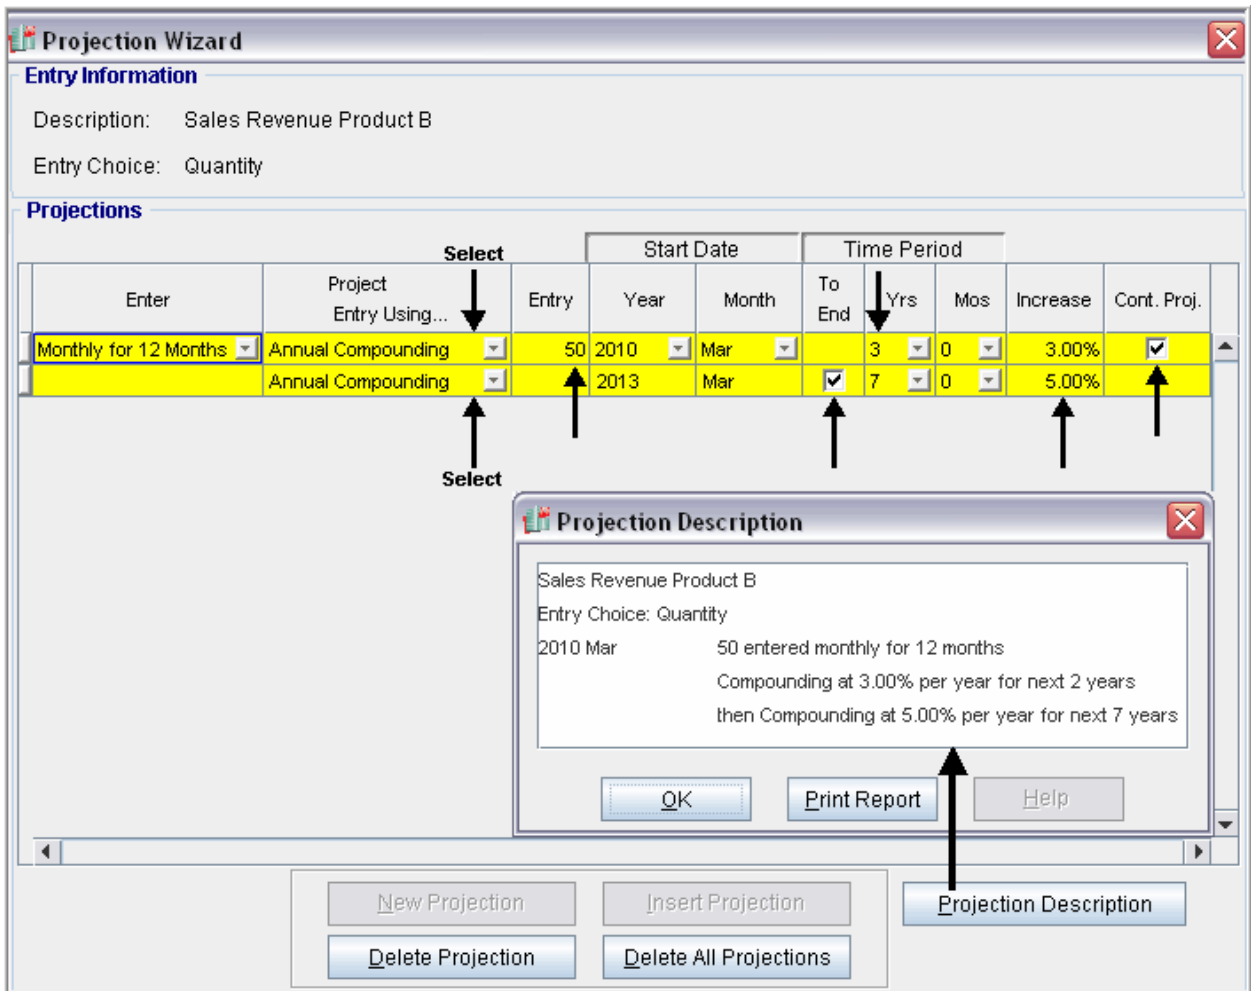 Projection Wizard
Entry Information
Description: Sales Revenue Product B
Entry Choice: Quantity
Projections
Select Start Date Time Period
Enter Project Entry Using... Entry Year Month To End Yrs Mos Increase Cont. Proj.
Monthly for 12 Months Annual Compounding 50 2010 Mar 3 0 3.00%
Annual Compounding 2013 Mar 7 0 5.00%
Select
Projection Description
Sales Revenue Product B
Entry Choice: Quantity
2010 Mar 50 entered monthly for 12 months
Compounding at 3.00% per year for next 2 years
then Compounding at 5.00% per year for next 7 years
OK Print Report Help
New Projection Insert Projection Projection Description
Delete Projection Delete All Projections